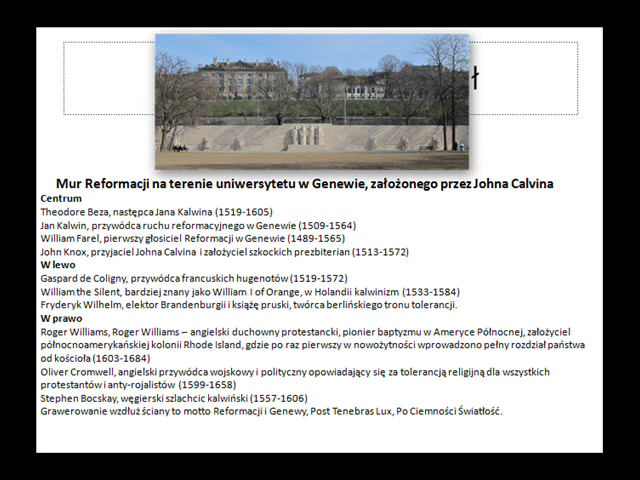 ł
Mur Reformacji na terenie uniwersytetu w Genewie, założonego przez Johna Calvina
Centrum
Theodore Beza, następca Jana Kalwina (1519-1605)
Jan Kalwin, przywódca ruchu reformacyjnego w Genewie (1509-1564)
William Farel, pierwszy głosiciel Reformacji w Genewie (1489-1565)
John Knox, przyjaciel Johna Calvina i założyciel szkockich prezbiterian (1513-1572)
W lewo
Gaspard de Coligny, przywódca francuskich hugenotów (1519-1572)
William the Silent, bardziej znany jako William I of Orange, w Holandii kalwinizm (1533-1584)
Fryderyk Wilhelm, elektor Brandenburgii i książę pruski, twórca berlińskiego tronu tolerancji.
W prawo
Roger Williams, Roger Williams – angielski duchowny protestancki, pionier baptyzmu w Ameryce Północnej, założyciel
północnoamerykańskiej kolonii Rhode Island, gdzie po raz pierwszy w nowożytności wprowadzono pełny rozdział państwa
od kościoła (1603-1684)
Oliver Cromwell, angielski przywódca wojskowy i polityczny opowiadający się za tolerancją religijną dla wszystkich
protestantów i anty-rojalistów (1599-1658)
Stephen Bocskay, węgierski szlachcic kalwiński (1557-1606)
Grawerowanie wzdłuż ściany to motto Reformacji i Genewy, Post Tenebras Lux, Po Ciemności Światłość.